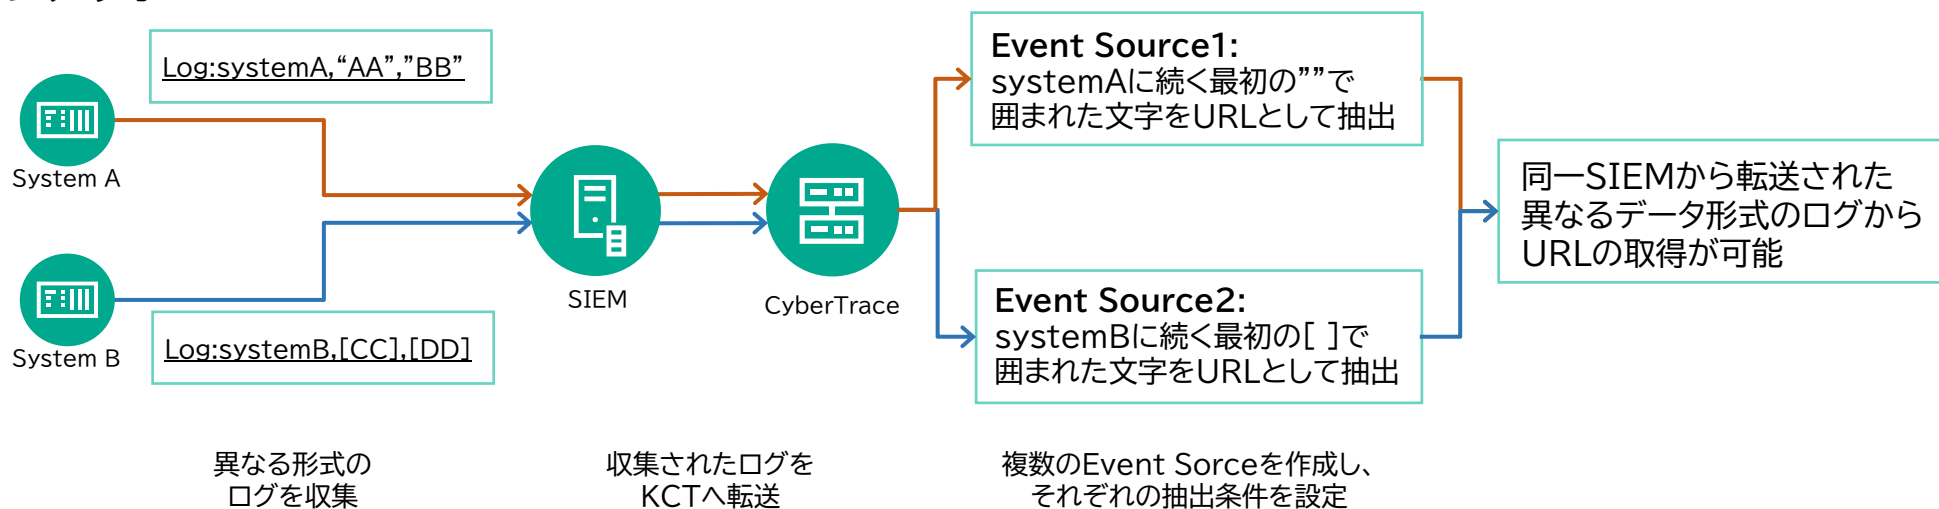 Log:systemA,“AA”,”BB”
System A
System B
Log:systemB,[CC],[DD]
SIEM
CyberTrace
Event Source1:
systemAに続く最初の””で
囲まれた文字をURLとして抽出
Event Source2:
systemBに続く最初の[ ]で
囲まれた文字をURLとして抽出
同一SIEMから転送された
異なるデータ形式のログから
URLの取得が可能
異なる形式の
ログを収集
収集されたログを
KCTへ転送
複数のEvent Sorceを作成し、
それぞれの抽出条件を設定